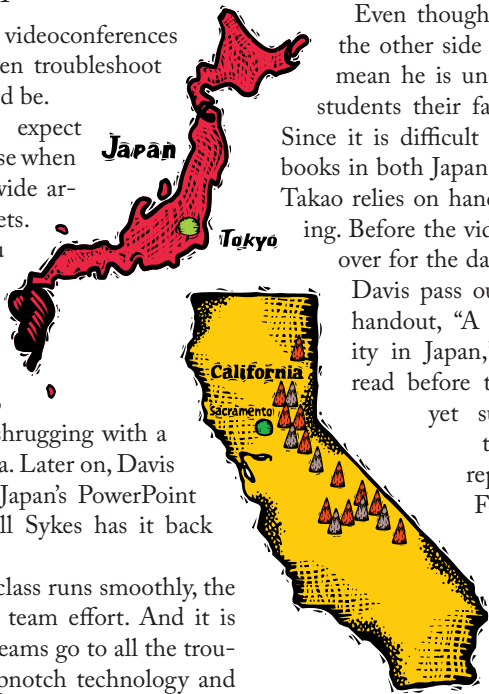 videoconferences
en troubleshoot
d be.
expect
se when
wide ar-
ets.
shrugging with a
a. Later on, Davis
Japan's PowerPoint
ll Sykes has it back
class runs smoothly, the
team effort. And it is
eams go to all the trou-
pnotch technology and
Japan
Tokyo
California
Sacramento
Even though
the other side
mean he is un
students their fa
Since it is difficult
books in both Japan
Takao relies on hand
ing. Before the vid
over for the da
Davis pass ou
handout, “A
ity in Japan,
read before t
yet su
t
rep
F